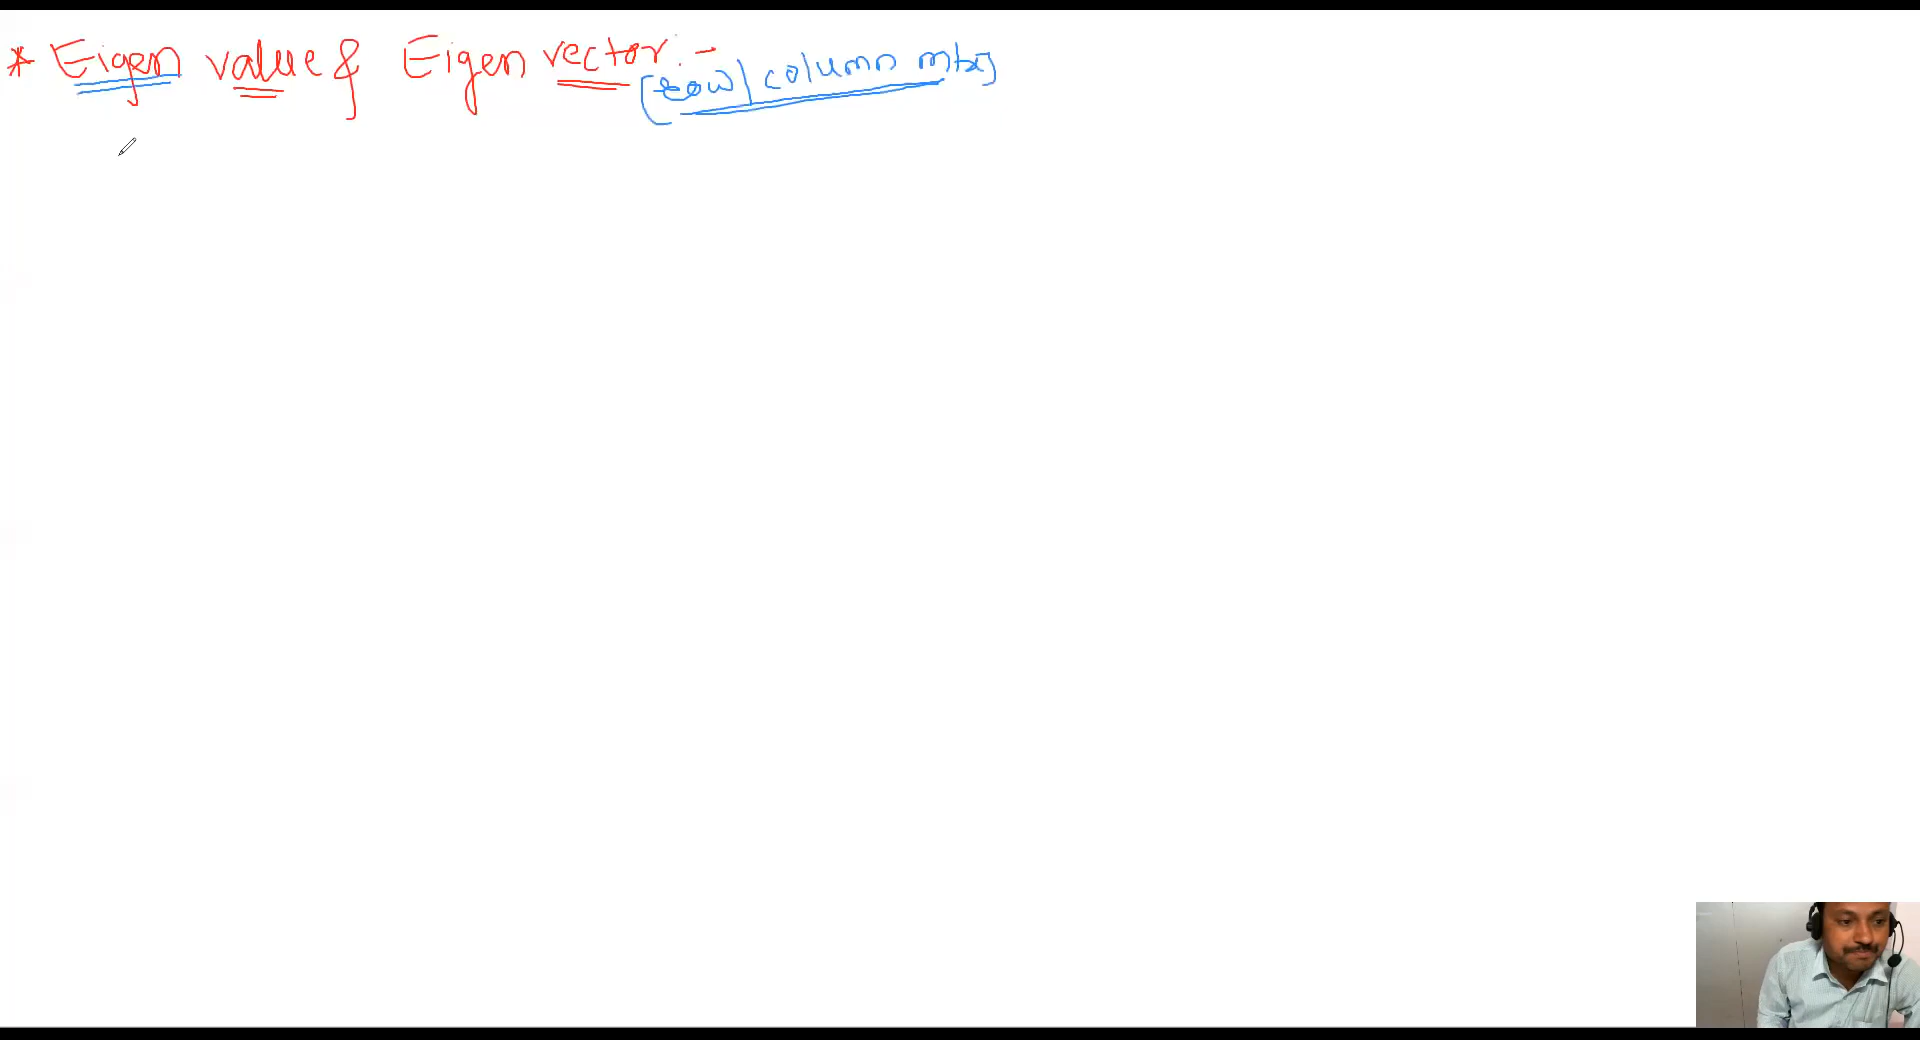 * Eigen value & Eigen vector :-
[row | column mtx]